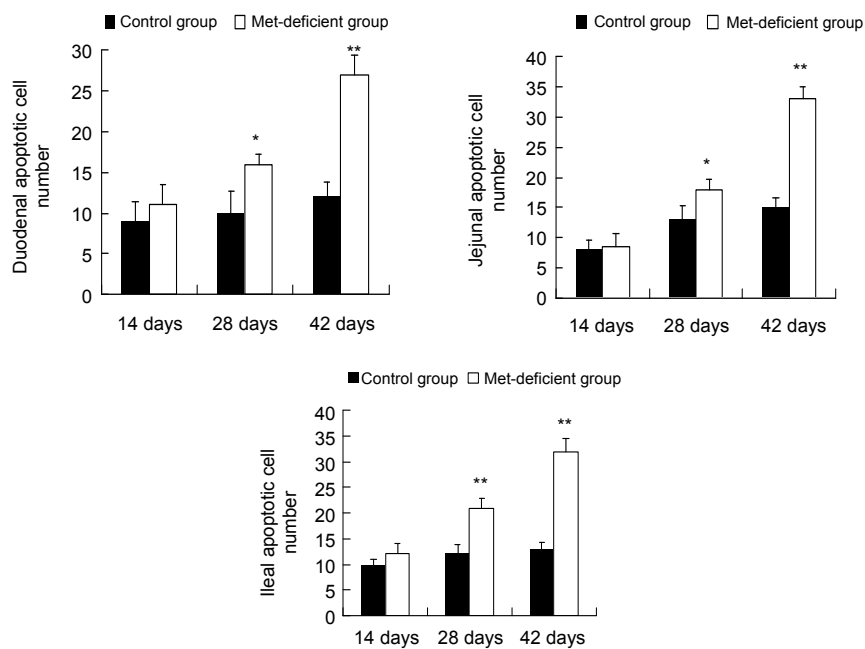 Control group Met-deficient group
Duodenal apoptotic cell
number
30
25
20
15
10
5
0
*
**
14 days 28 days 42 days
Control group Met-deficient group
Jejunal apoptotic cell
number
40
35
30
25
20
15
10
5
0
*
**
14 days 28 days 42 days
Control group Met-deficient group
Ileal apoptotic cell
number
40
35
30
25
20
15
10
5
0
**
**
14 days 28 days 42 days